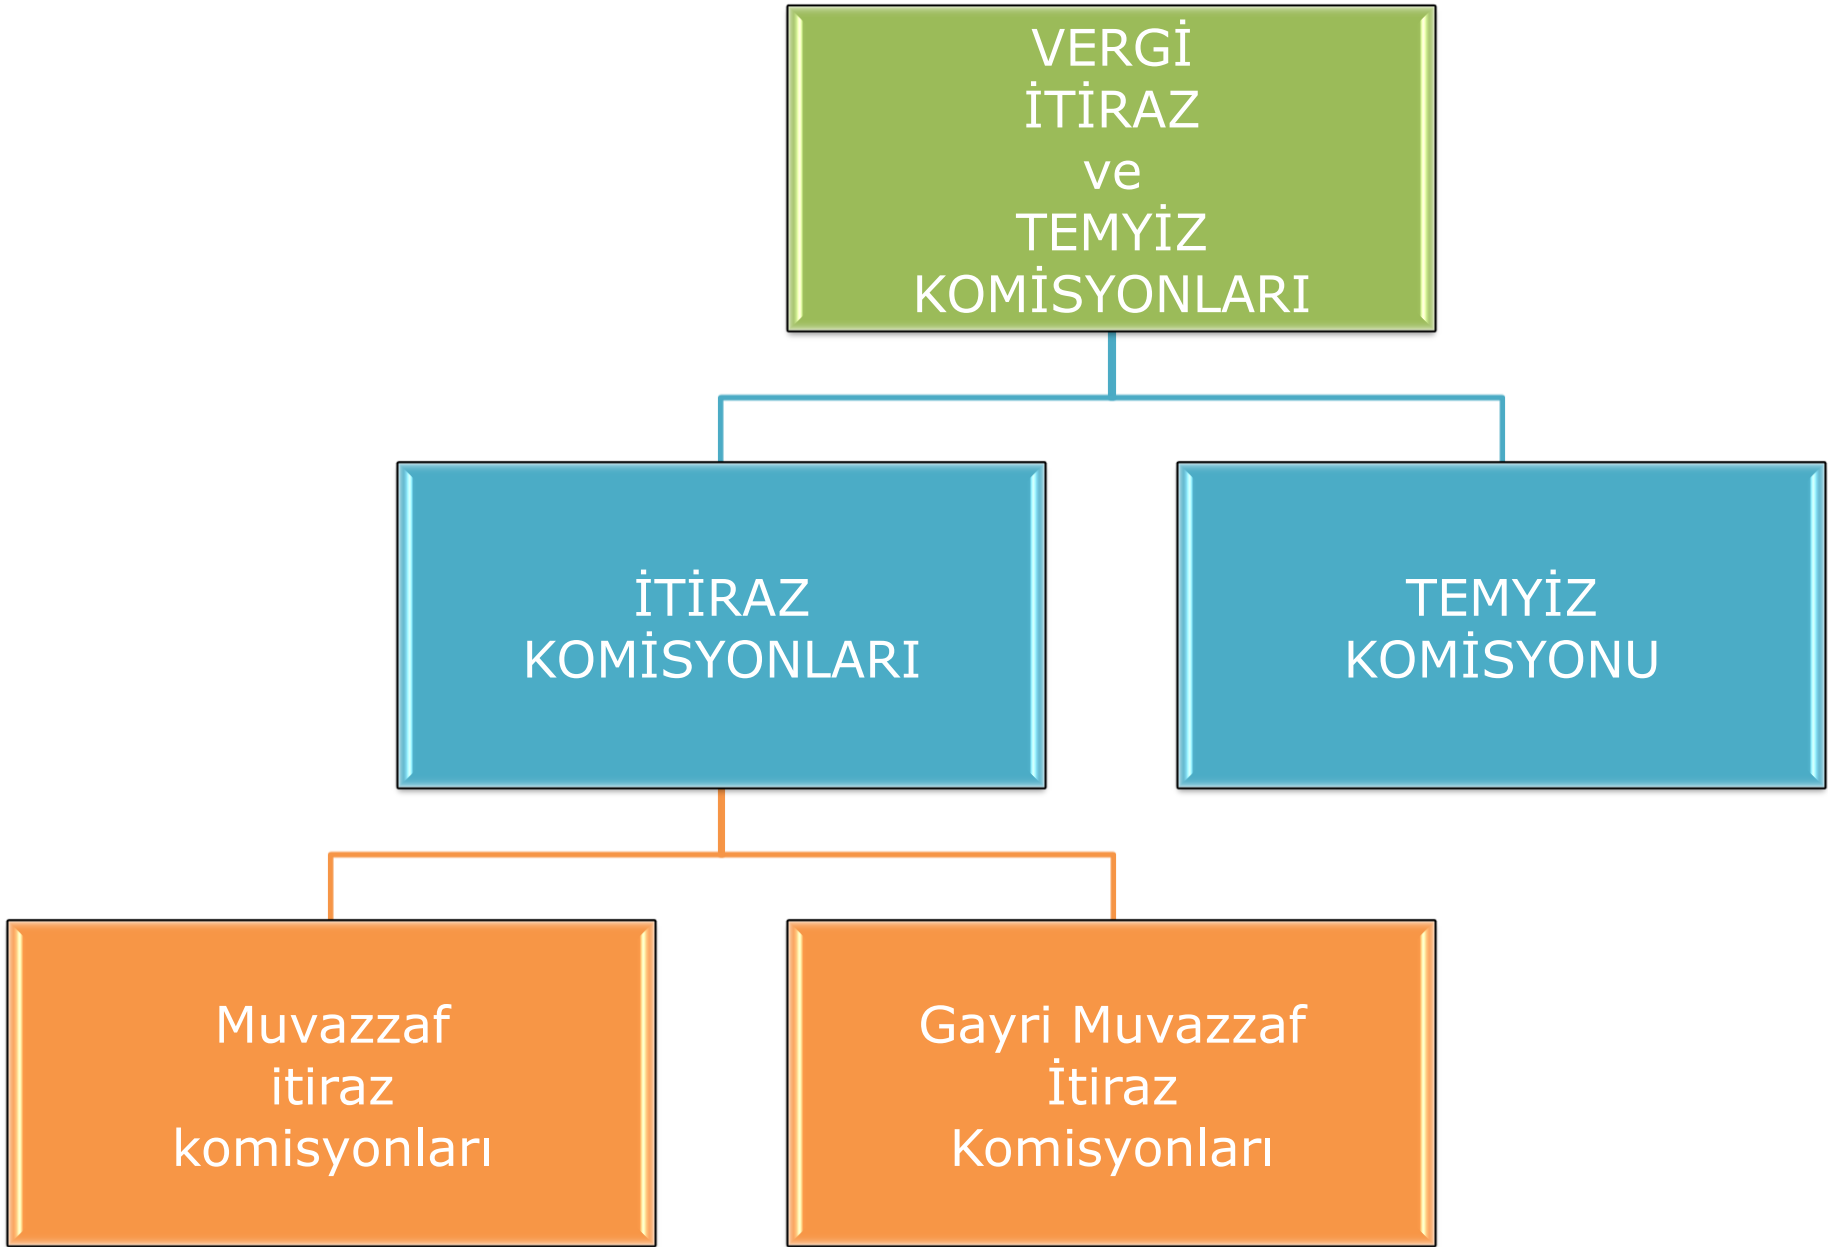 VERGİ
İTİRAZ
ve
TEMYİZ
KOMİSYONLARI
İTİRAZ
KOMİSYONLARI
TEMYİZ
KOMİSYONU
Muvazzaf
itiraz
komisyonları
Gayri Muvazzaf
İtiraz
Komisyonları